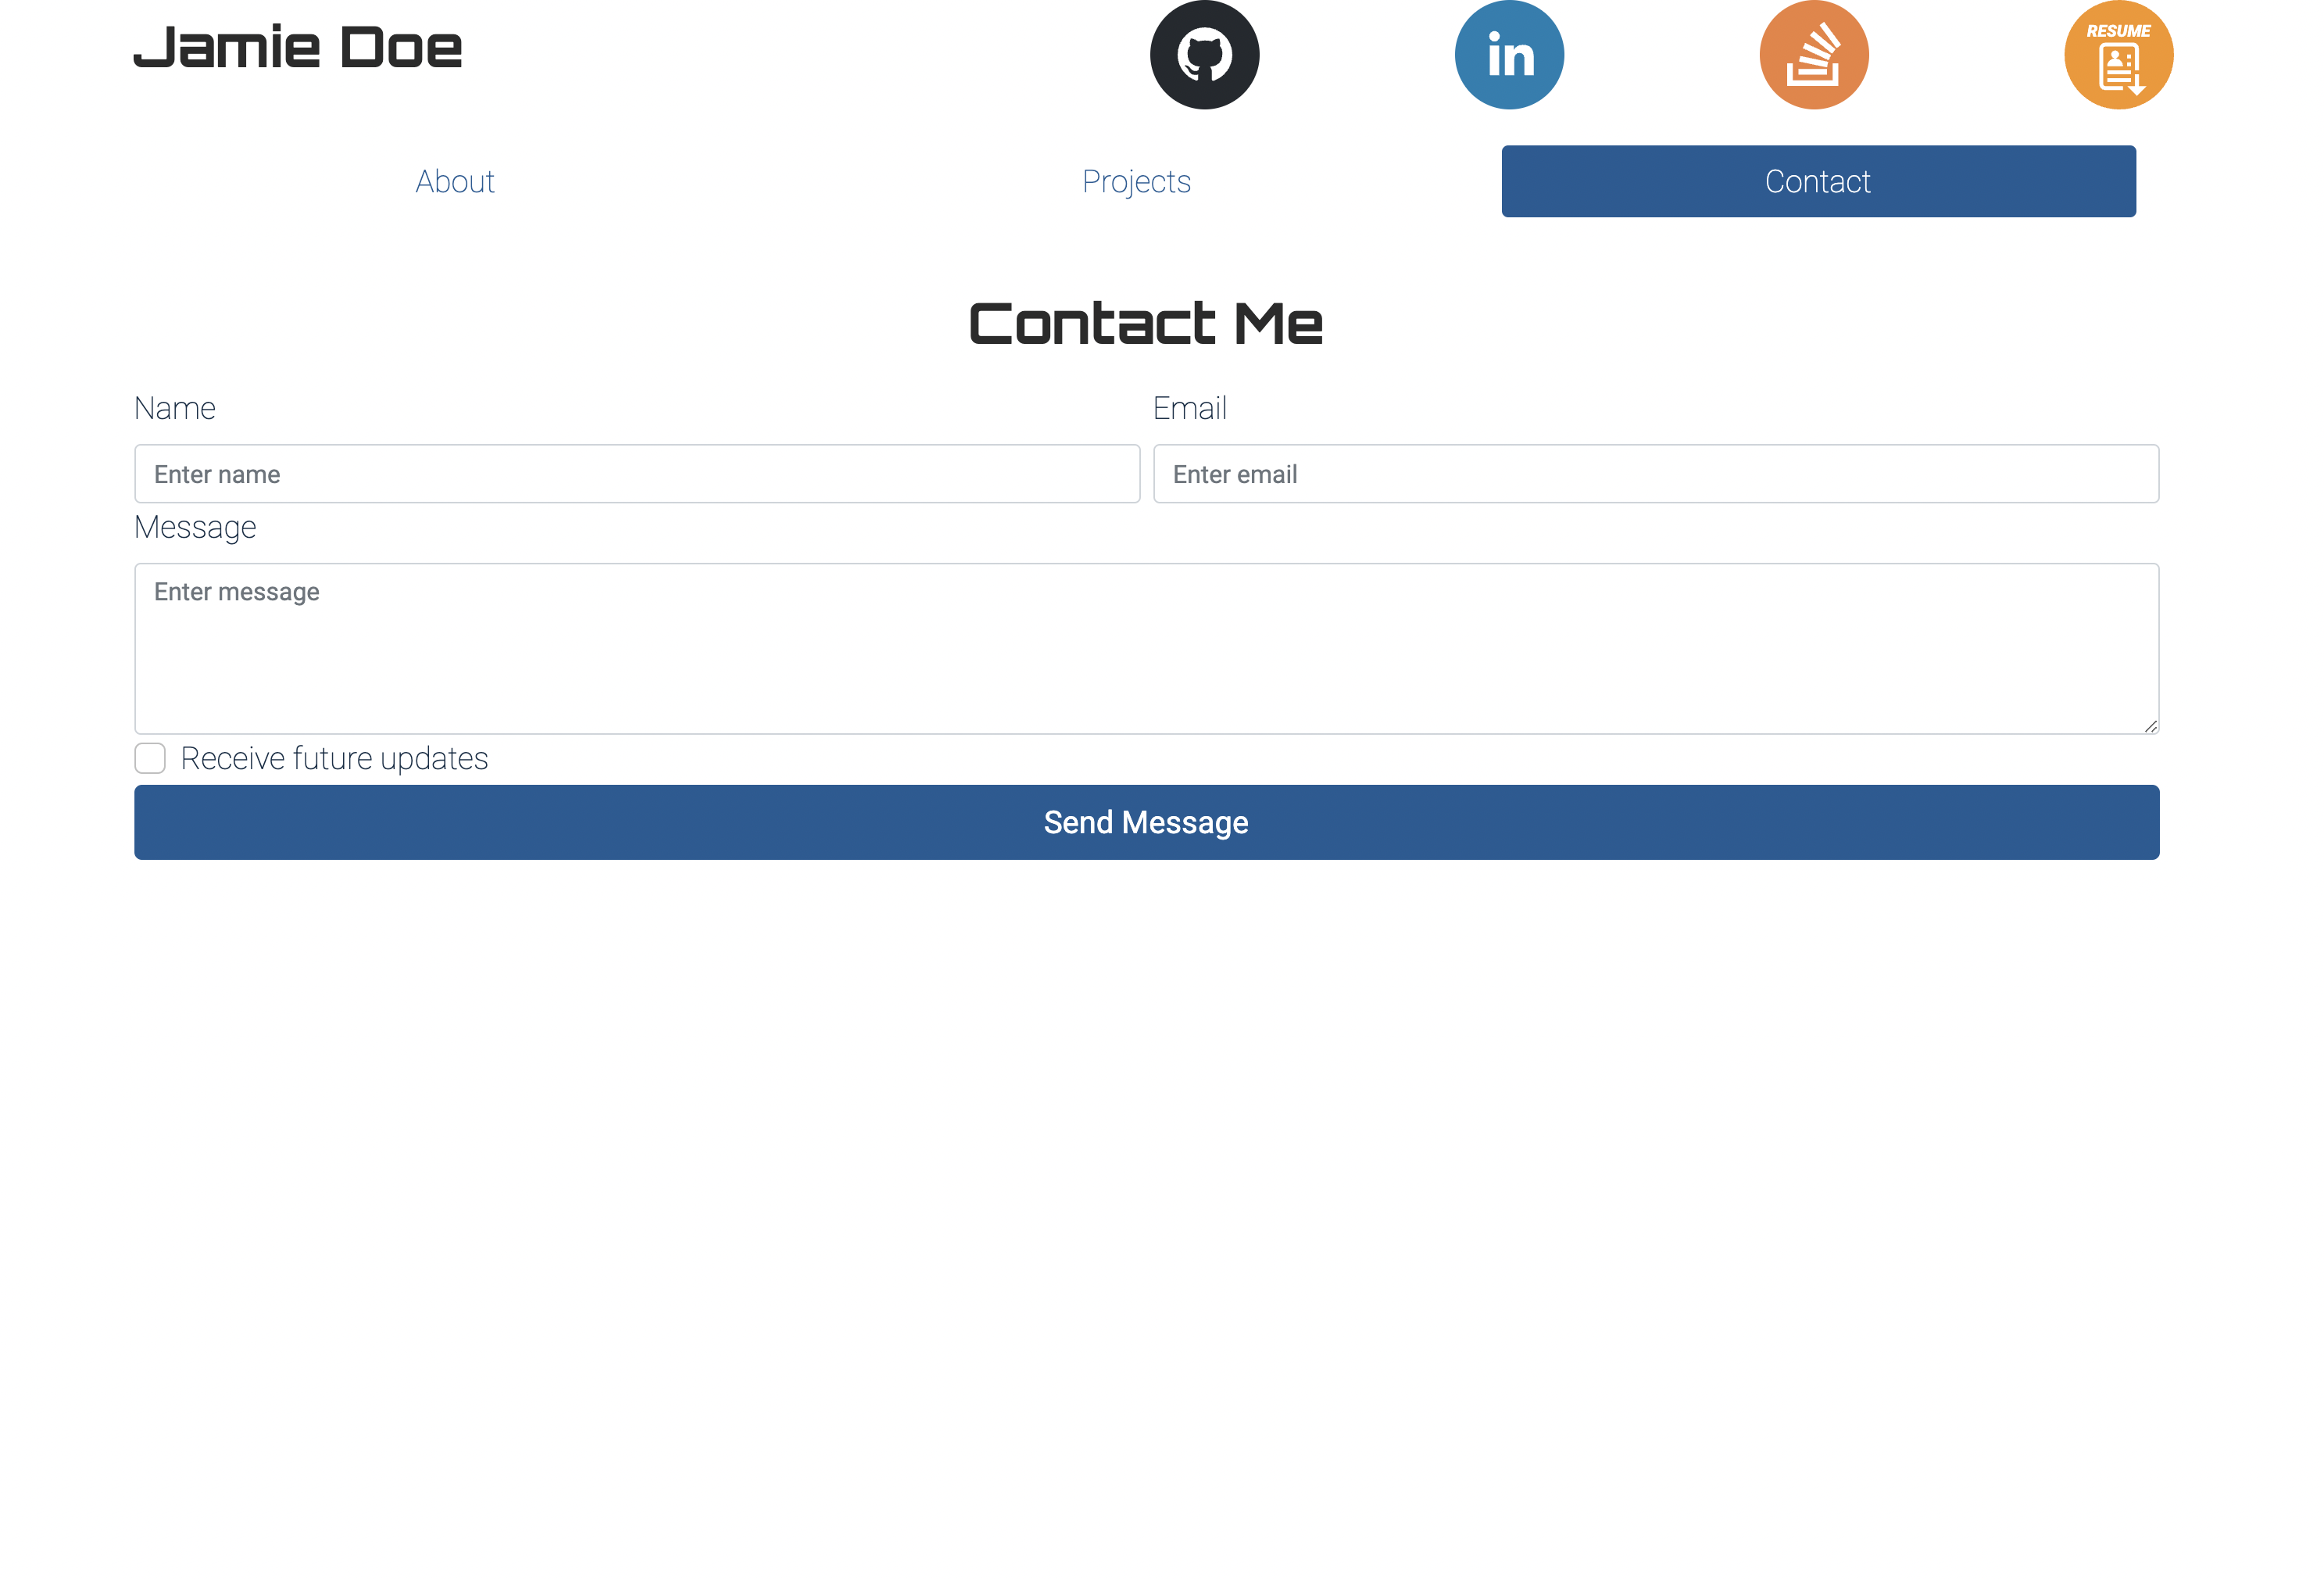 Jamie Doe
in
RESUME
About
Projects
Contact
Contact Me
Name
Email
Enter name
Enter email
Message
Enter message
Receive future updates
Send Message